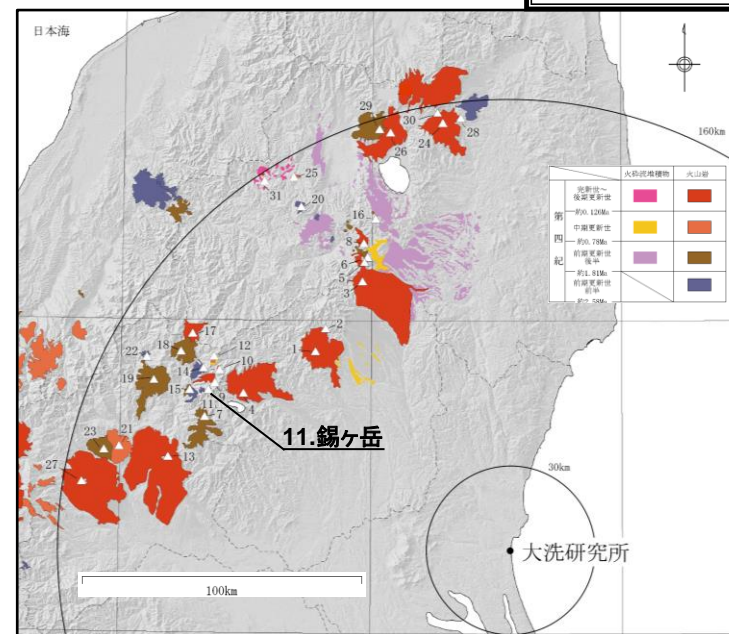 日本海
160km
29
30
24
28
26
25
31
20
16
8
6
5
3
火砕流堆積物
火山岩
第四紀
完新世～
後期更新世
約0.126Ma
中期更新世
約0.78Ma
前期更新世
後半
約1.81Ma
前期更新世
前半
約2.58Ma
17
2
18
12
1
22
14
10
19
15
9
4
11
7
11.錫ヶ岳
23
21
13
27
30km
大洗研究所
100km